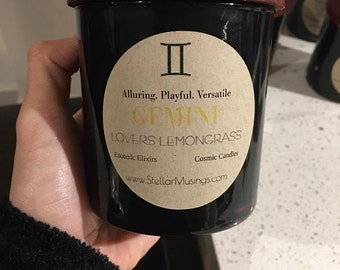 Alluring. Playful. Versatile
GEMINI
LOVERS LEMONGRASS
Esoteric Elixirs Cosmic Candles
www.StellarMusings.com